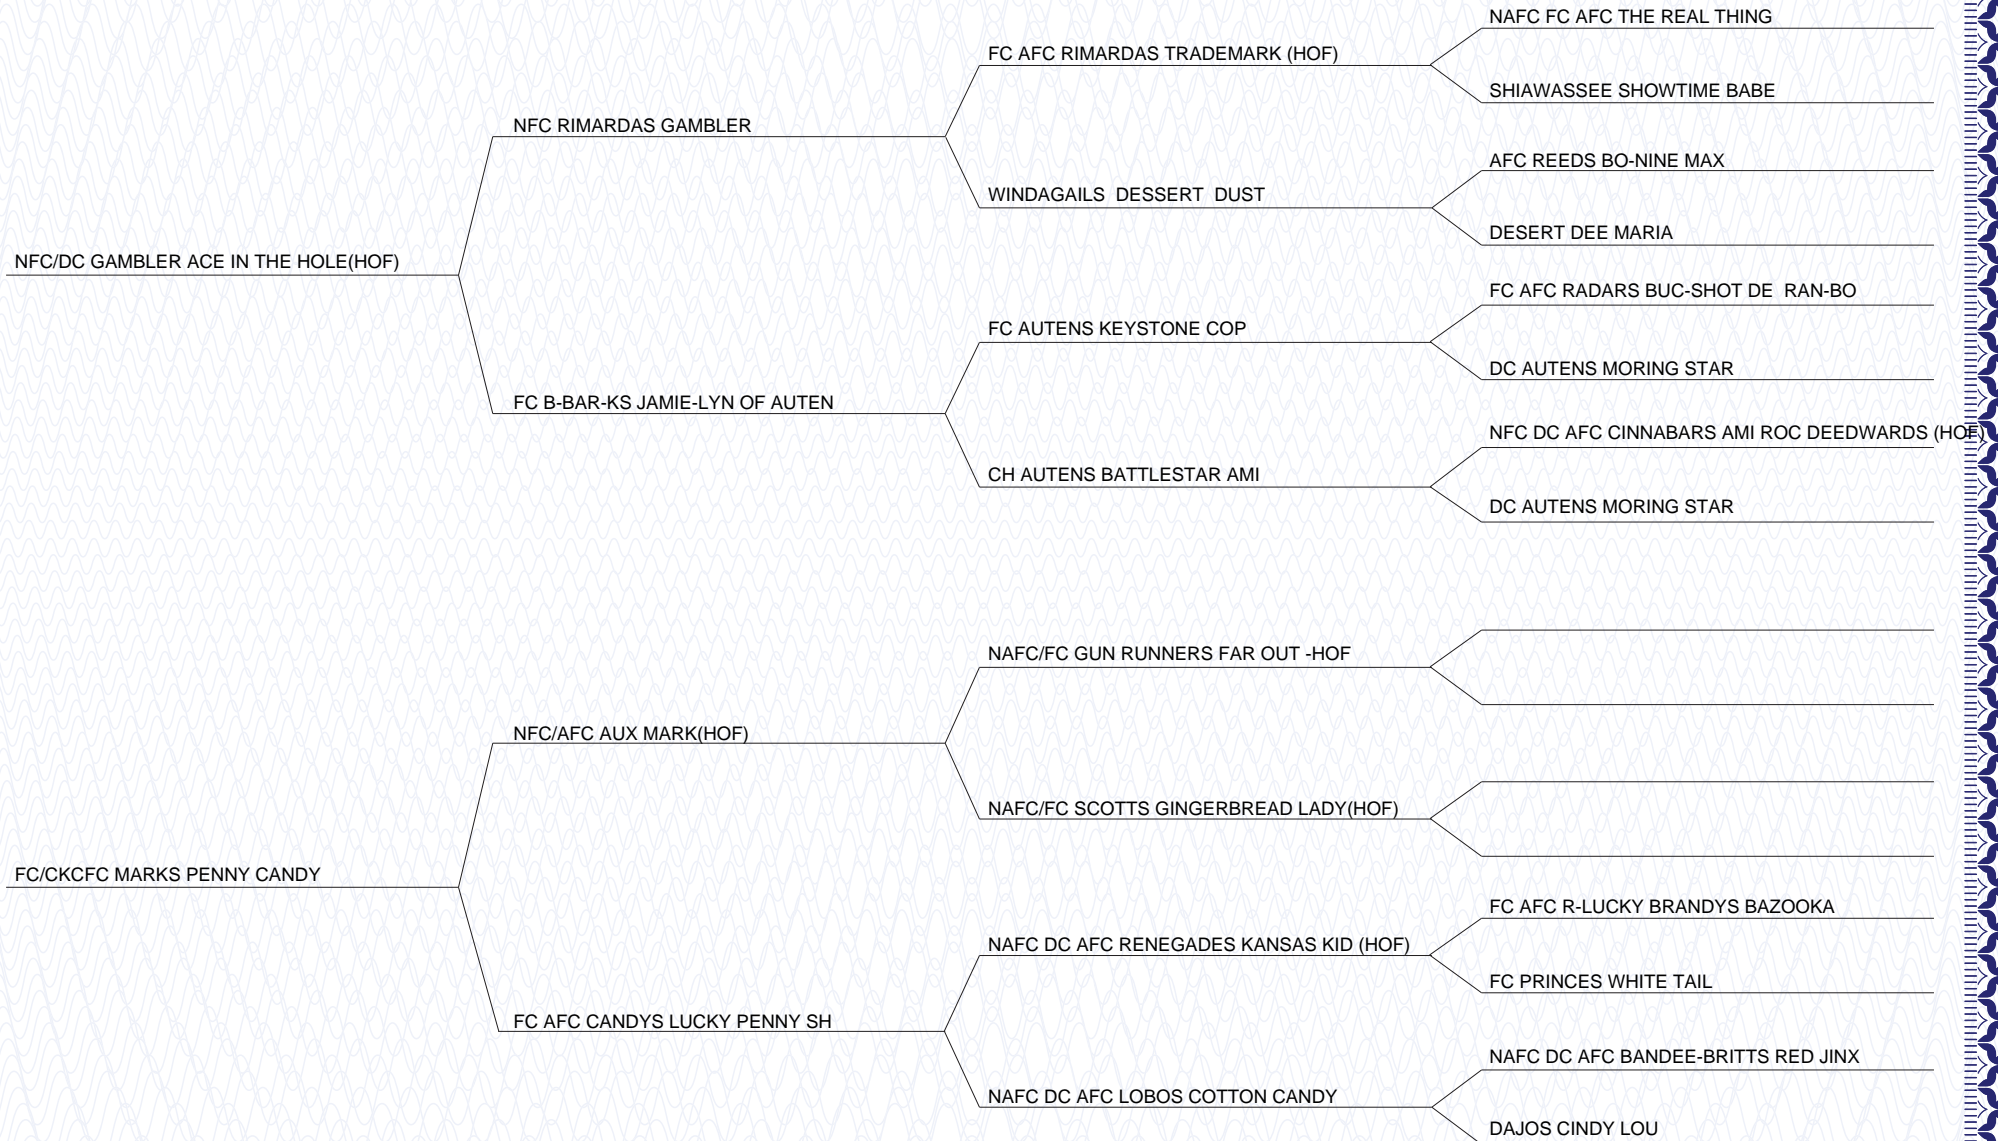 NAFC FC AFC THE REAL THING
FC AFC RIMARDAS TRADEMARK (HOF)
SHIAWASSEE SHOWTIME BABE
NFC RIMARDAS GAMBLER
AFC REEDS BO-NINE MAX
WINDAGAILS  DESSERT  DUST
DESERT DEE MARIA
NFC/DC GAMBLER ACE IN THE HOLE(HOF)
FC AFC RADARS BUC-SHOT DE  RAN-BO
FC AUTENS KEYSTONE COP
DC AUTENS MORING STAR
FC B-BAR-KS JAMIE-LYN OF AUTEN
NFC DC AFC CINNABARS AMI ROC DEEDWARDS (HOF)
CH AUTENS BATTLESTAR AMI
DC AUTENS MORING STAR
NAFC/FC GUN RUNNERS FAR OUT -HOF
NFC/AFC AUX MARK(HOF)
NAFC/FC SCOTTS GINGERBREAD LADY(HOF)
FC/CKCFC MARKS PENNY CANDY
FC AFC R-LUCKY BRANDYS BAZOOKA
NAFC DC AFC RENEGADES KANSAS KID (HOF)
FC PRINCES WHITE TAIL
FC AFC CANDYS LUCKY PENNY SH
NAFC DC AFC BANDEE-BRITTS RED JINX
NAFC DC AFC LOBOS COTTON CANDY
DAJOS CINDY LOU